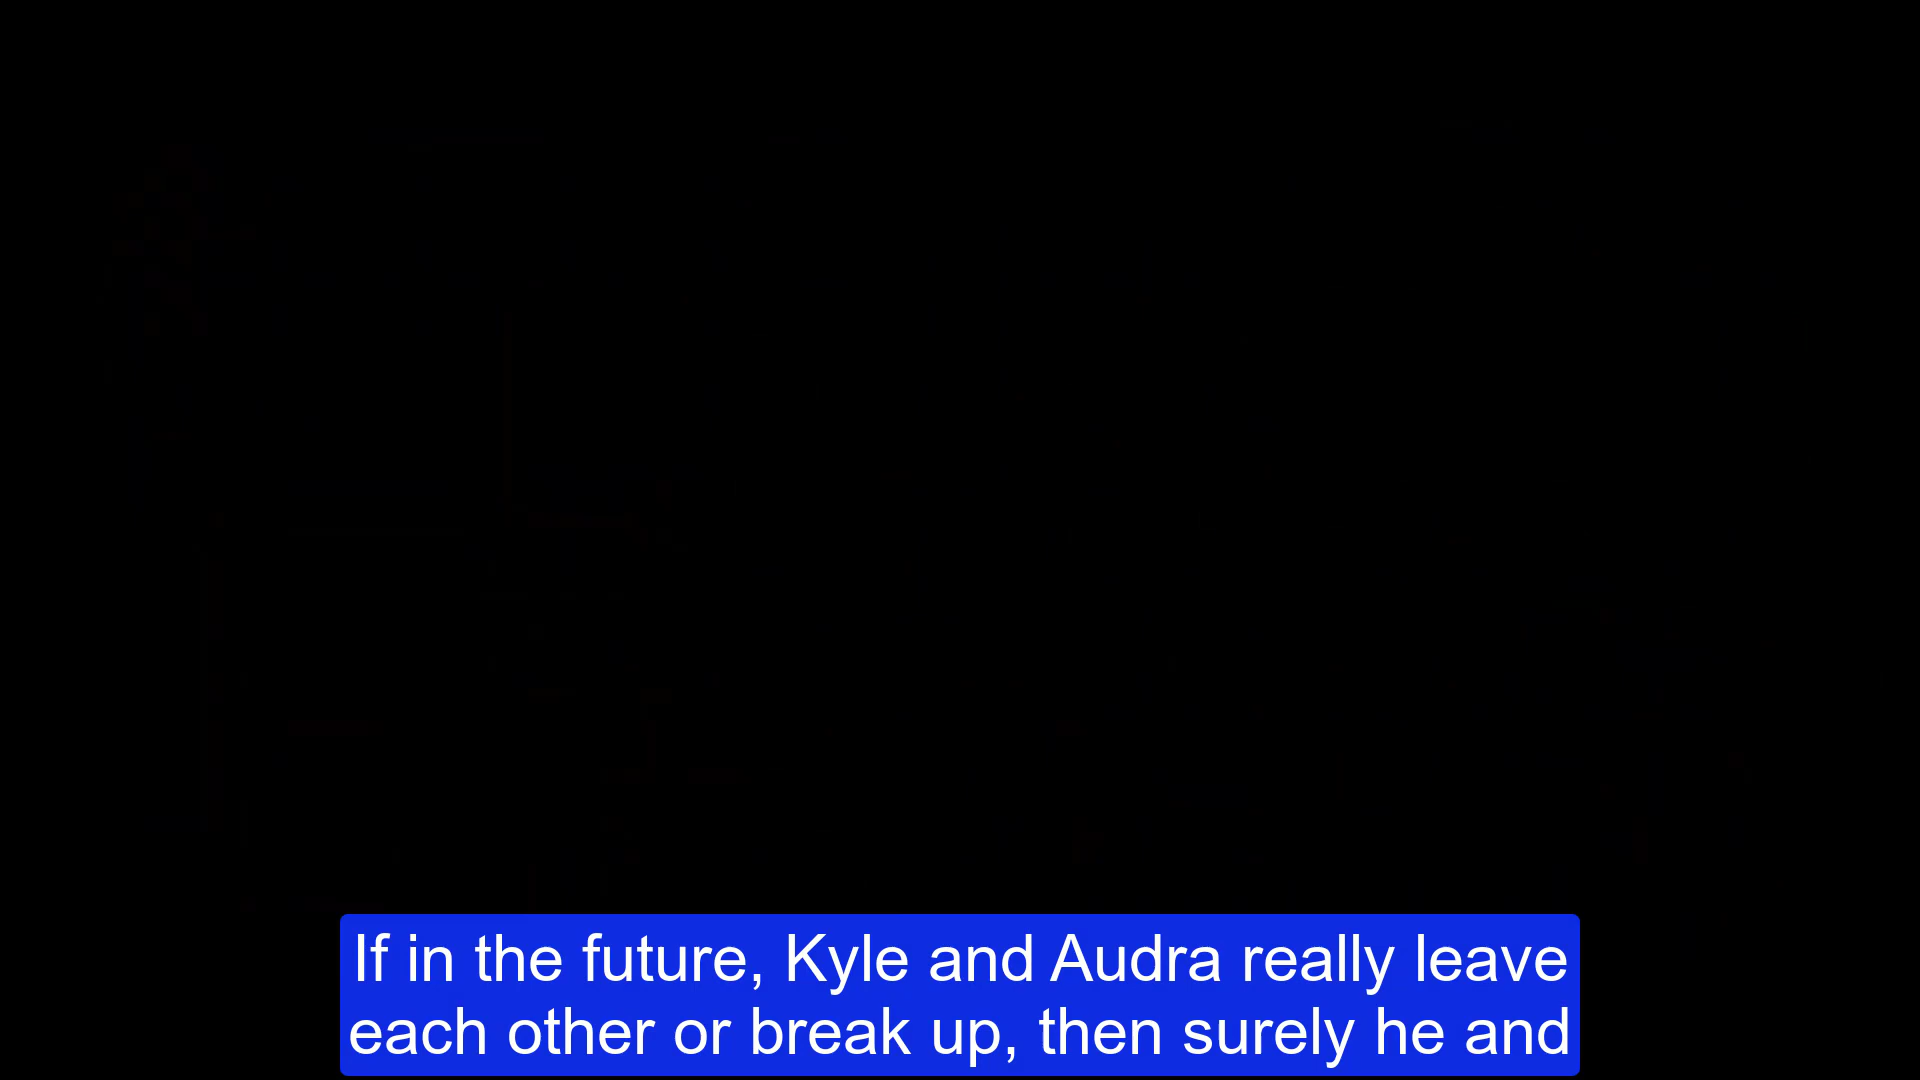 If in the future, Kyle and Audra really leave
each other or break up, then surely he and